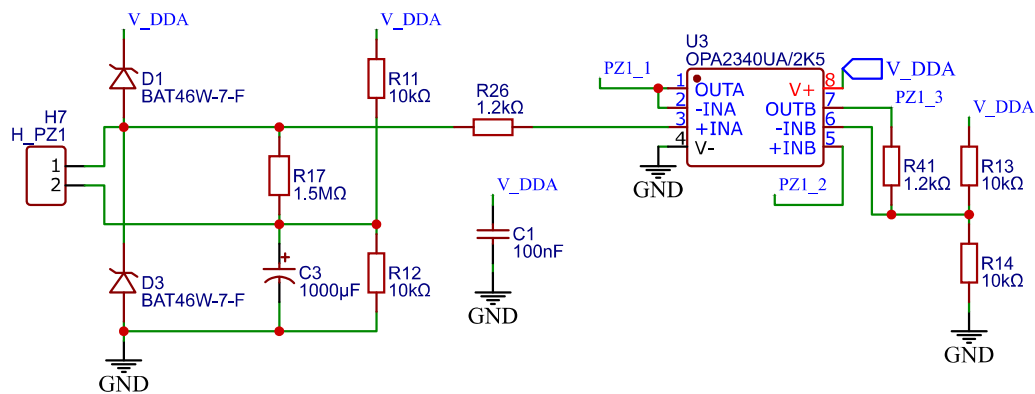 V_DDA
D1
BAT46W-7-F
V_DDA
R11
10kΩ
H7
H_PZ1
1
2
R17
1.5MΩ
D3
BAT46W-7-F
+
C3
1000µF
R12
10kΩ
GND
R26
1.2kΩ
V_DDA
C1
100nF
GND
U3
OPA2340UA/2K5
PZ1_1
1
2
3
4
OUTA
-INA
+INA
V-
V+
OUTB
-INB
+INB
8
7
6
5
V_DDA
PZ1_3
GND
PZ1_2
R41
1.2kΩ
V_DDA
R13
10kΩ
R14
10kΩ
GND